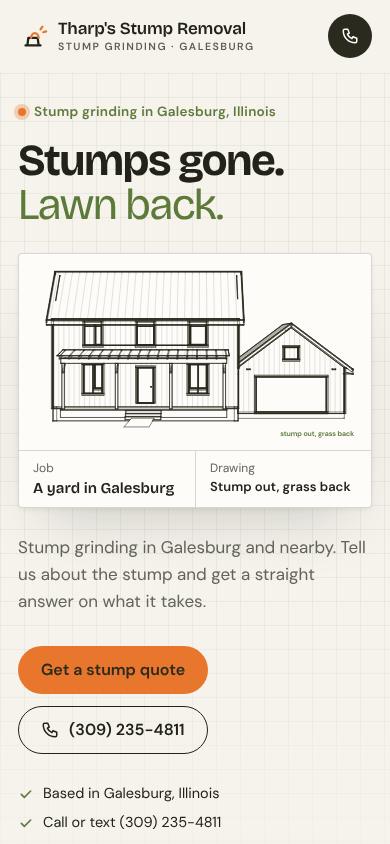 Tharp's Stump Removal
STUMP GRINDING · GALESBURG
Stump grinding in Galesburg, Illinois
Stumps gone.
Lawn back.
stump out, grass back
Job
A yard in Galesburg
Drawing
Stump out, grass back
Stump grinding in Galesburg and nearby. Tell
us about the stump and get a straight
answer on what it takes.
Get a stump quote
(309) 235-4811
Based in Galesburg, Illinois
Call or text (309) 235-4811